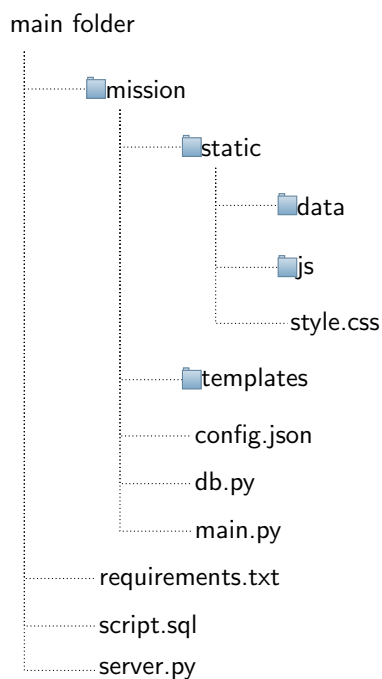 main folder
mission
static
data
js
style.css
templates
config.json
db.py
main.py
requirements.txt
script.sql
server.py